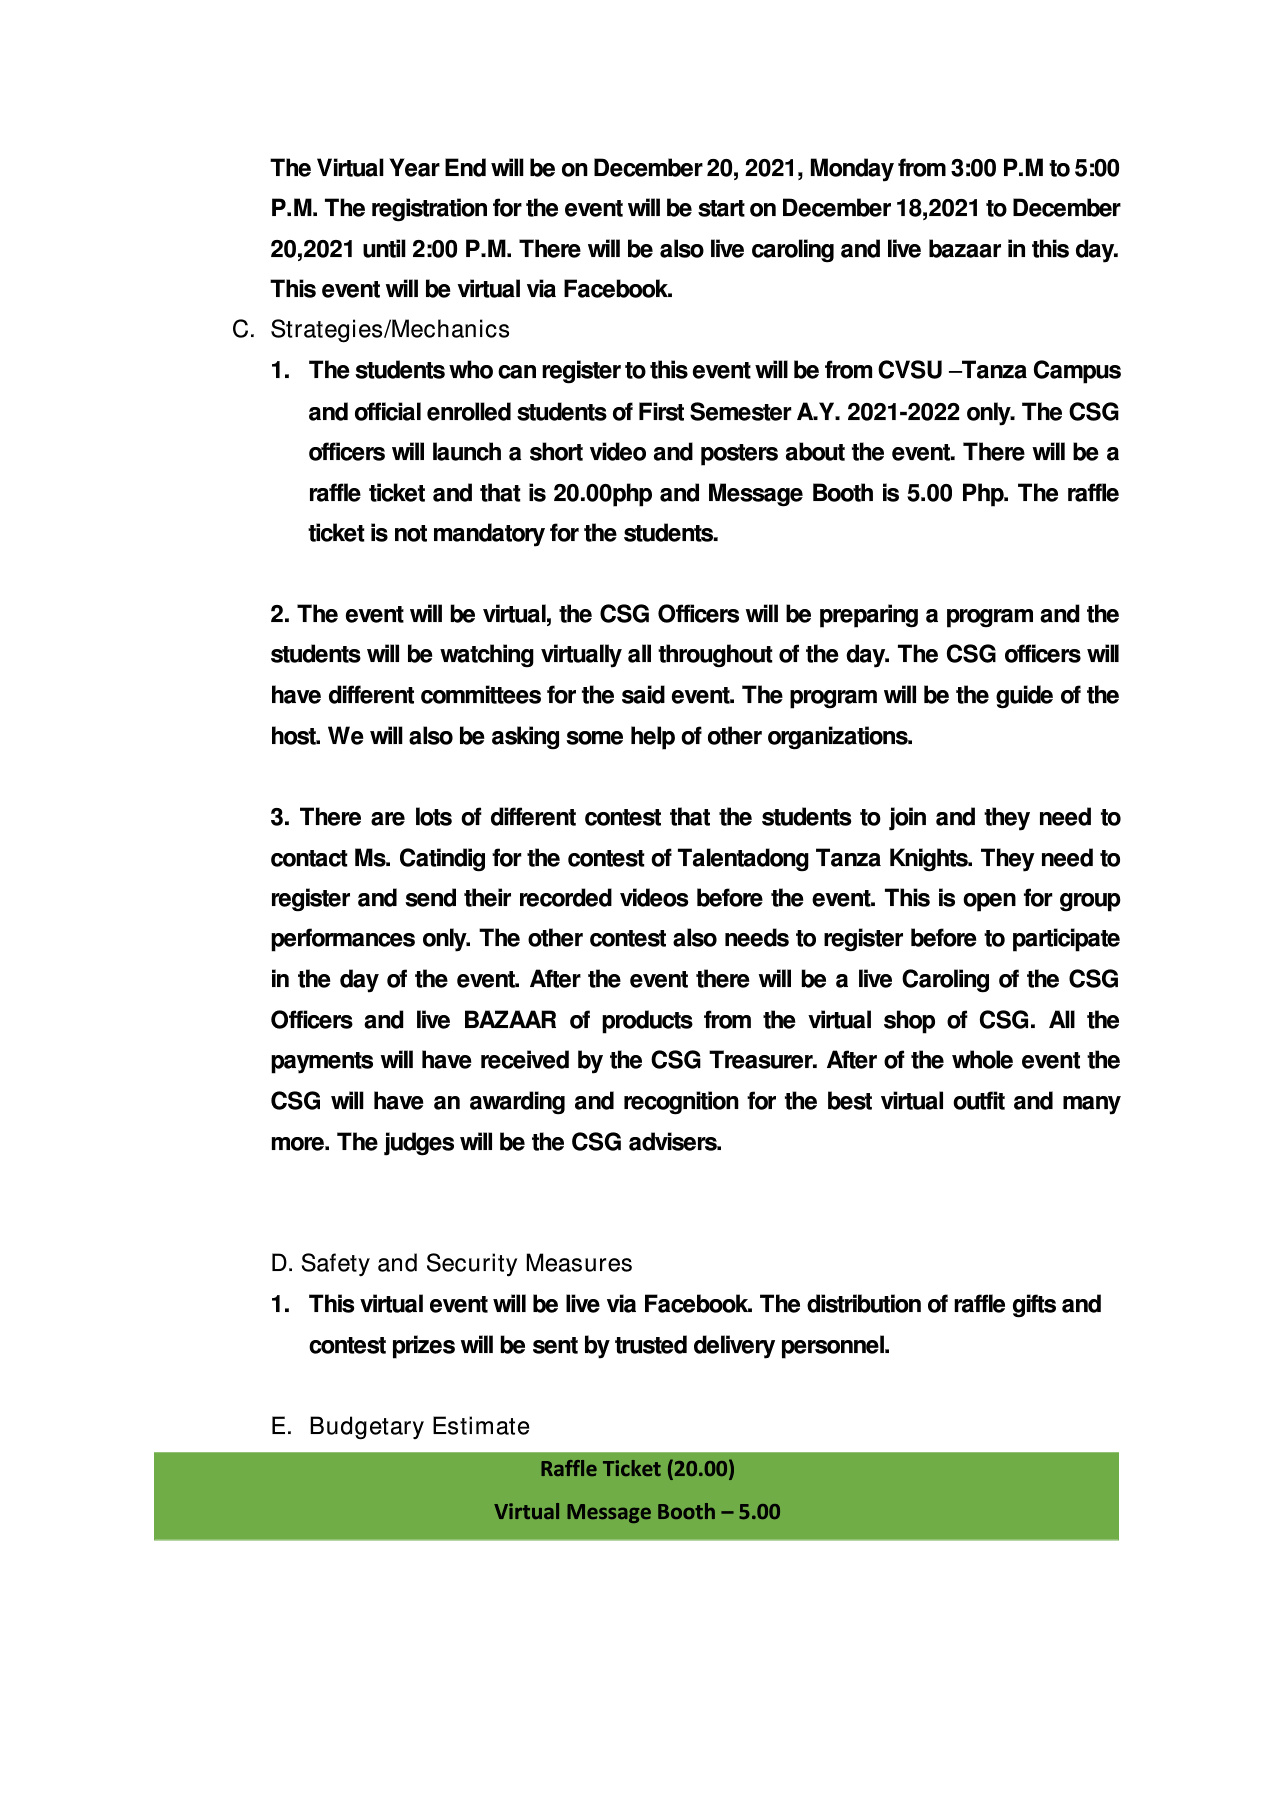 The Virtual Year End will be on December 20, 2021, Monday from 3:00 P.M to 5:00
P.M. The registration for the event will be start on December 18,2021 to December
20,2021 until 2:00 P.M. There will be also live caroling and live bazaar in this day.
This event will be virtual via Facebook.
C. Strategies/Mechanics
1. The students who can register to this event will be from CVSU –Tanza Campus
and official enrolled students of First Semester A.Y. 2021-2022 only. The CSG
officers will launch a short video and posters about the event. There will be a
raffle ticket and that is 20.00php and Message Booth is 5.00 Php. The raffle
ticket is not mandatory for the students.
2. The event will be virtual, the CSG Officers will be preparing a program and the
students will be watching virtually all throughout of the day. The CSG officers will
have different committees for the said event. The program will be the guide of the
host. We will also be asking some help of other organizations.
3. There are lots of different contest that the students to join and they need to
contact Ms. Catindig for the contest of Talentadong Tanza Knights. They need to
register and send their recorded videos before the event. This is open for group
performances only. The other contest also needs to register before to participate
in the day of the event. After the event there will be a live Caroling of the CSG
Officers and live BAZAAR of products from the virtual shop of CSG. All the
payments will have received by the CSG Treasurer. After of the whole event the
CSG will have an awarding and recognition for the best virtual outfit and many
more. The judges will be the CSG advisers.
D. Safety and Security Measures
1. This virtual event will be live via Facebook. The distribution of raffle gifts and
contest prizes will be sent by trusted delivery personnel.
E. Budgetary Estimate
Raffle Ticket (20.00)
Virtual Message Booth – 5.00